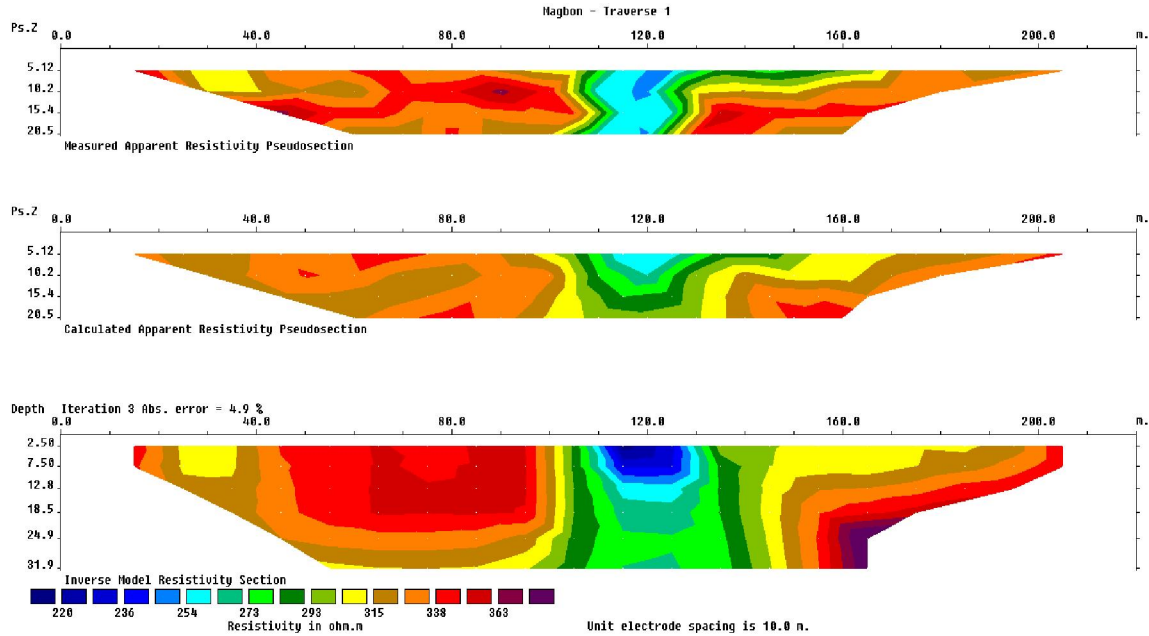 Nagbon - Traverse 1
Ps.Z 0.0 40.0 80.0 120.0 160.0 200.0 m.
5.12
10.2
15.4
20.5
Measured Apparent Resistivity Pseudosection
Ps.Z 0.0 40.0 80.0 120.0 160.0 200.0 m.
5.12
10.2
15.4
20.5
Calculated Apparent Resistivity Pseudosection
Depth Iteration 3 Abs. error = 4.9 %
0.0 40.0 80.0 120.0 160.0 200.0 m.
2.50
7.50
12.8
18.5
24.9
31.9
Inverse Model Resistivity Section
220 236 254 273 293 315 338 363
Resistivity in ohm.m Unit electrode spacing is 10.0 m.